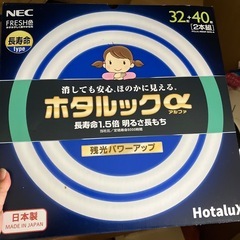 NEC
FRESH色
長寿命
type
32+40形
2本入
消しても安心、ほのかに見える。
ホタルックα
アルファ
長寿命1.5倍 明るさ長もち
残光パワーアップ
日本製
MADE IN JAPAN
HotaluX